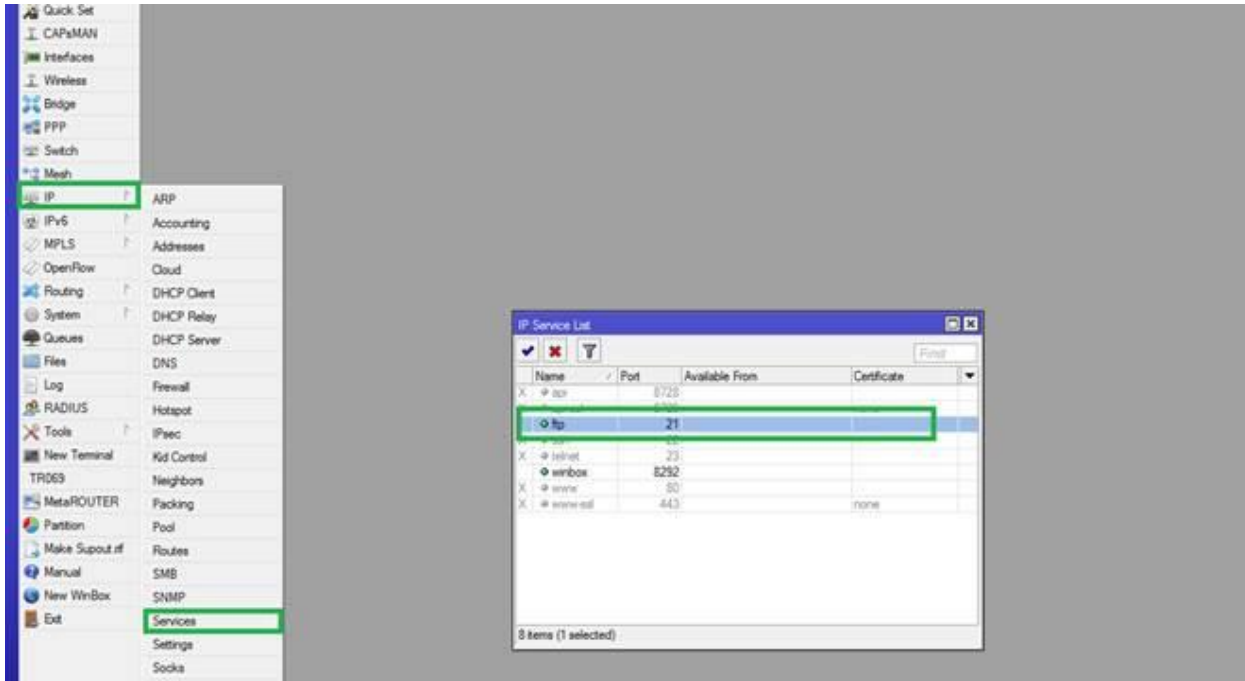 Quick Set
CAPsMAN
Interfaces
Wireless
Bridge
PPP
Switch
Mesh
IP
IPv6
MPLS
OpenFlow
Routing
System
Queues
Files
Log
RADIUS
Tools
New Terminal
TR069
MetaROUTER
Partition
Make Supout.rif
Manual
New WinBox
Exit
ARP
Accounting
Addresses
Cloud
DHCP Client
DHCP Relay
DHCP Server
DNS
Firewall
Hotspot
IPsec
Kid Control
Neighbors
Packing
Pool
Routes
SMB
SNMP
Services
Settings
Socks
IP Service List
Find
Name Port Available From Certificate
X api 8728
ftp 21
X telnet 23
winbox 8292
X www 80
X www-ssl 443 none
8 items (1 selected)